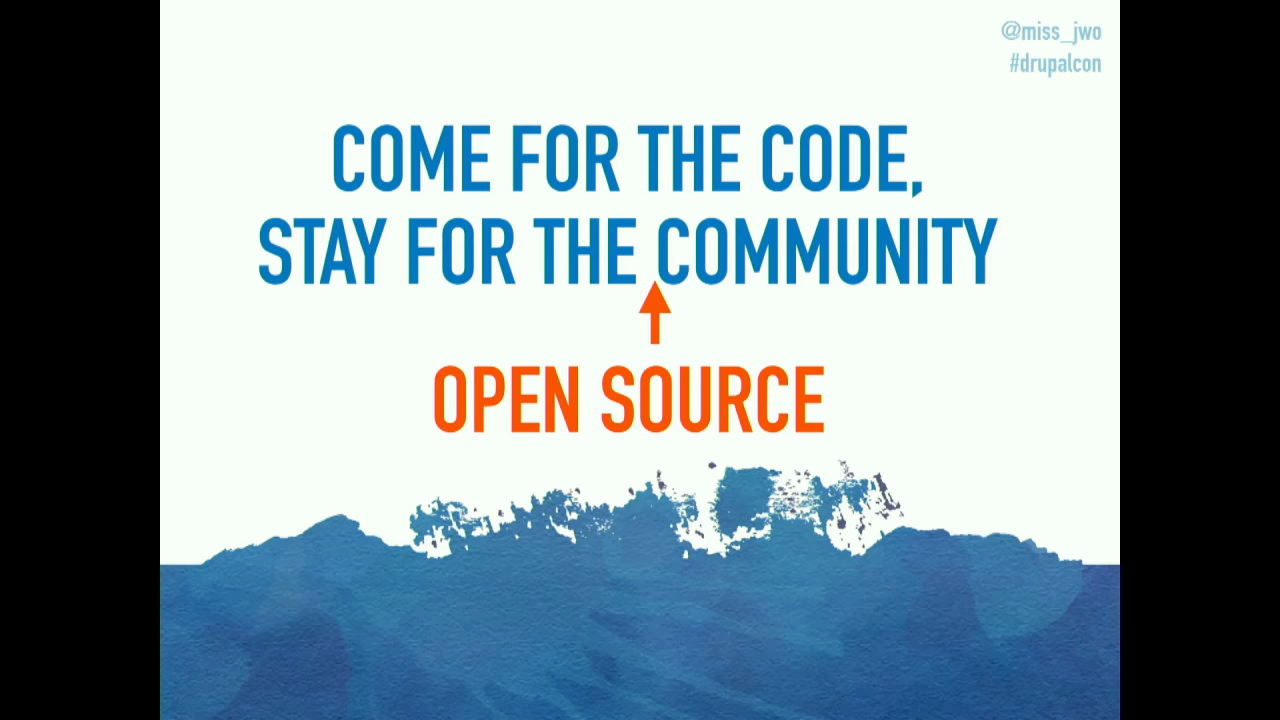 @miss_jwo
#drupalcon
COME FOR THE CODE,
STAY FOR THE COMMUNITY
OPEN SOURCE